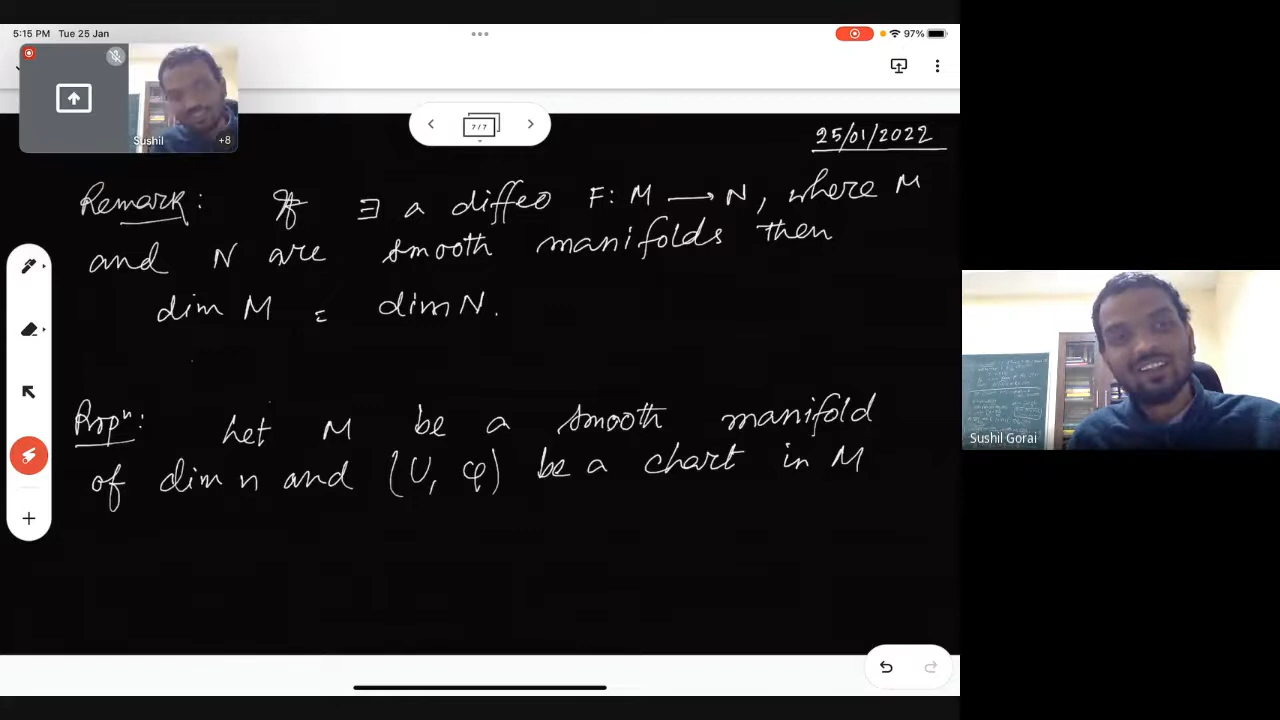 5:15 PM Tue 25 Jan
97%
Sushil
+8
7/7
25/01/2022
Remark: If ∃ a diffeo F: M ⟶ N, where M
and N are smooth manifolds then
dim M = dim N.
Propⁿ: Let M be a smooth manifold
of dim n and (U, φ) be a chart in M
Sushil Gorai